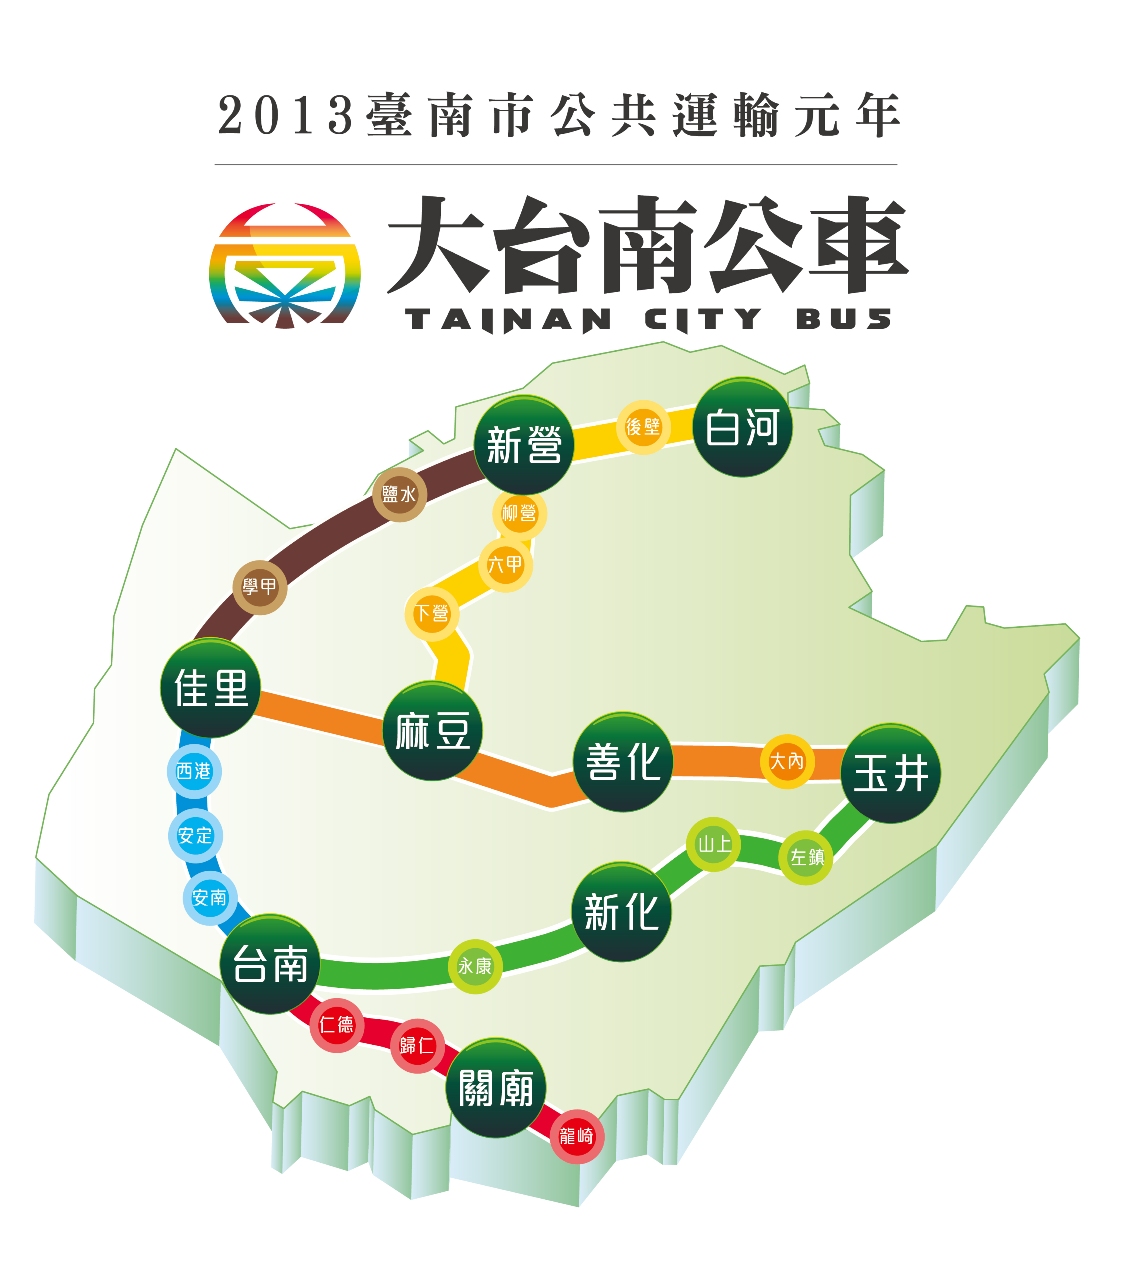 2013臺南市公共運輸元年
大台南公車
TAINAN CITY BUS
白河
後壁
新營
鹽水
柳營
六甲
學甲
下營
佳里
麻豆
善化
大內
玉井
西港
安定
山上
左鎮
安南
新化
台南
永康
仁德
歸仁
關廟
龍崎